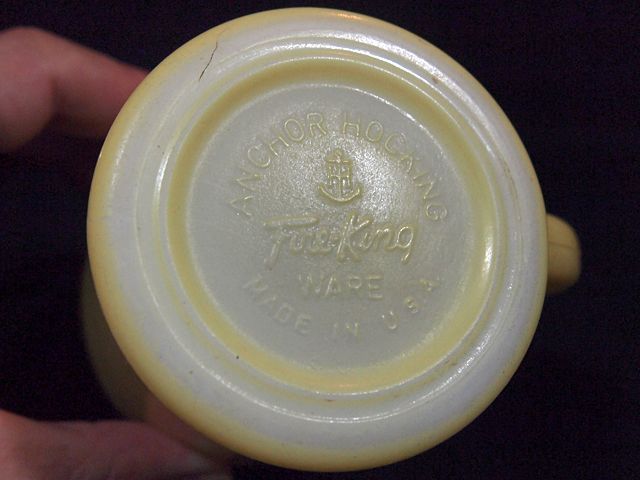 ANCHOR HOCKING
Fire-King
WARE
MADE IN U.S.A